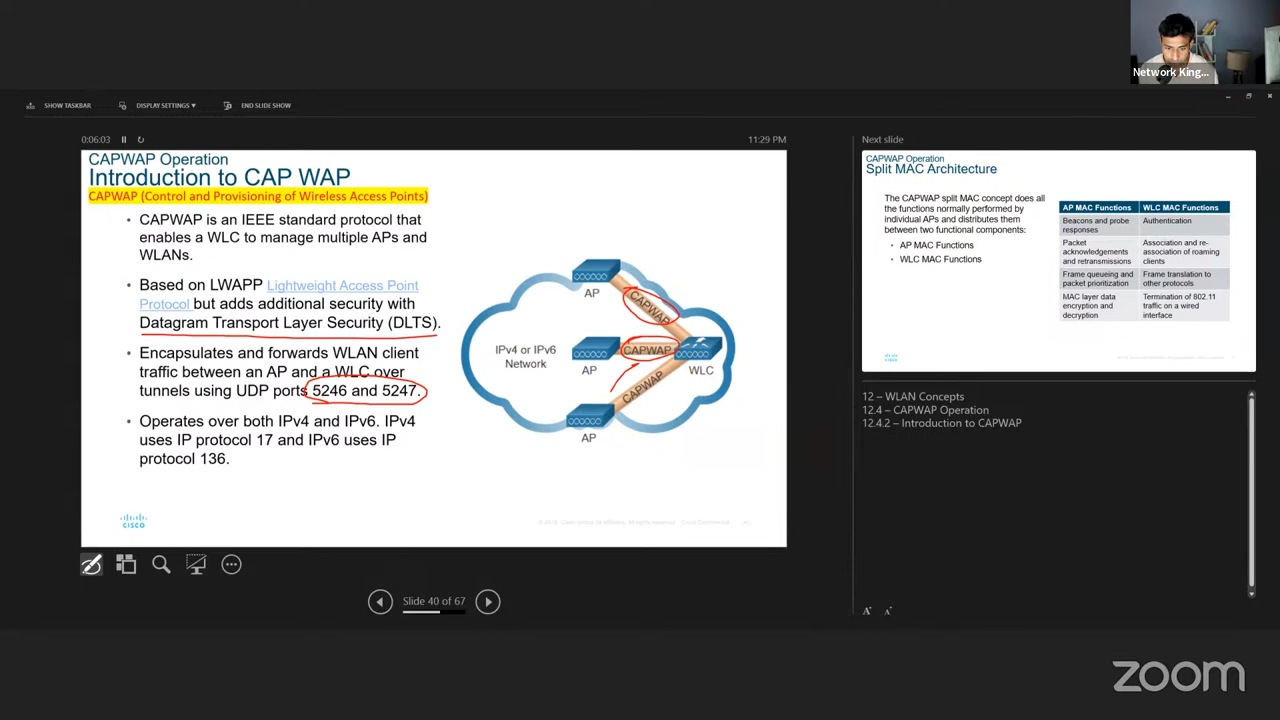 Network King...
SHOW TASKBAR
DISPLAY SETTINGS ▾
END SLIDE SHOW
0:06:03
11:29 PM
CAPWAP Operation
Introduction to CAP WAP
CAPWAP (Control and Provisioning of Wireless Access Points)
• CAPWAP is an IEEE standard protocol that
enables a WLC to manage multiple APs and
WLANs.
• Based on LWAPP Lightweight Access Point
Protocol but adds additional security with
Datagram Transport Layer Security (DLTS).
• Encapsulates and forwards WLAN client
traffic between an AP and a WLC over
tunnels using UDP ports 5246 and 5247.
• Operates over both IPv4 and IPv6. IPv4
uses IP protocol 17 and IPv6 uses IP
protocol 136.
AP
CAPWAP
IPv4 or IPv6
Network
AP
CAPWAP
WLC
CAPWAP
AP
CISCO
Slide 40 of 67
Next slide
CAPWAP Operation
Split MAC Architecture
The CAPWAP split MAC concept does all
the functions normally performed by
individual APs and distributes them
between two functional components:
• AP MAC Functions
• WLC MAC Functions
AP MAC Functions
WLC MAC Functions
Beacons and probe
responses
Authentication
Packet
acknowledgements
and retransmissions
Association and re-
association of roaming
clients
Frame queueing and
packet prioritization
Frame translation to
other protocols
MAC layer data
encryption and
decryption
Termination of 802.11
traffic on a wired
interface
12 – WLAN Concepts
12.4 – CAPWAP Operation
12.4.2 – Introduction to CAPWAP
A A
zoom